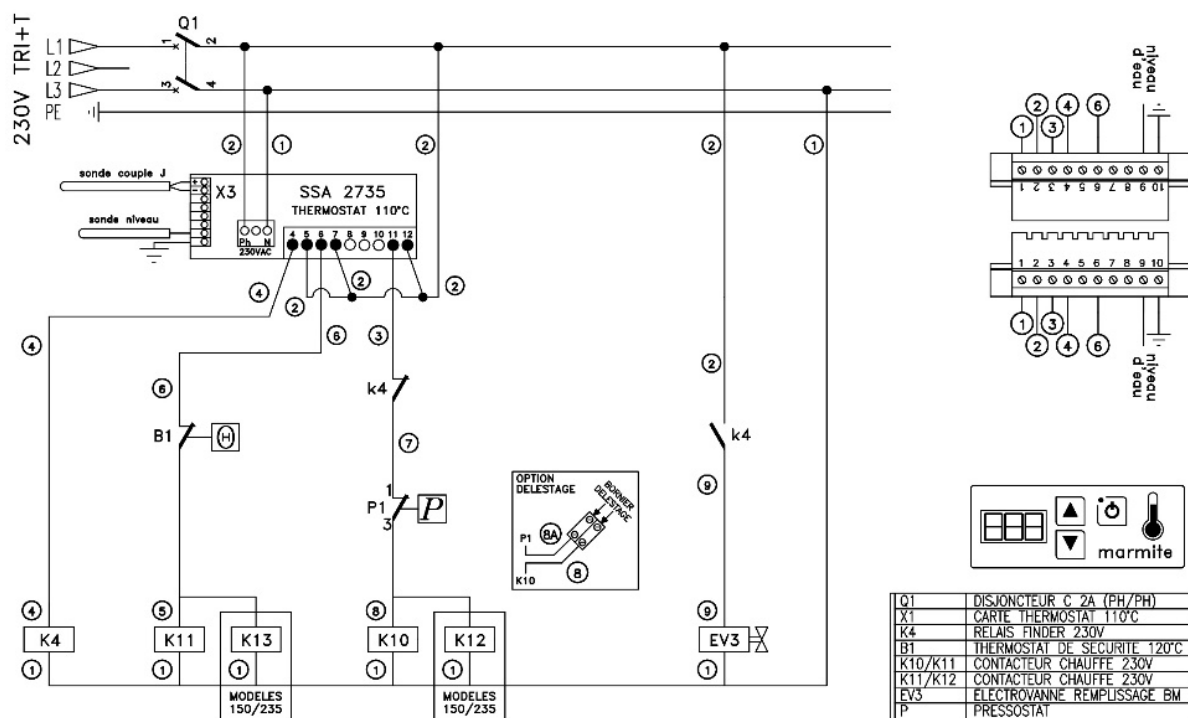 230V TRI+T
L1
L2
L3
PE
Q1
1 2
3 4
2 1 2 2 1
sonde couple J
+
-
X3
SSA 2735
THERMOSTAT 110°C
sonde niveau
Ph N
230VAC
4 5 6 7 8 9 10 11 12
4 2 2 2
6 3
4
6
B1
H
k4
7
1
P1
3
P
2
k4
9
OPTION
DELESTAGE
BORNIER
DELESTAGE
P1
8A
K10
8
4 5 8 9
K4
K11
K13
K10
K12
EV3
1 1 1 1 1 1
MODELES
150/235
MODELES
150/235
niveau
d'eau
1 2 3 4 6
1 2 3 4 5 6 7 8 9 10
1 2 3 4 5 6 7 8 9 10
1 2 3 4 6
niveau
d'eau
marmite
Q1 DISJONCTEUR C 2A (PH/PH)
X1 CARTE THERMOSTAT 110°C
K4 RELAIS FINDER 230V
B1 THERMOSTAT DE SECURITE 120°C
K10/K11 CONTACTEUR CHAUFFE 230V
K11/K12 CONTACTEUR CHAUFFE 230V
EV3 ELECTROVANNE REMPLISSAGE BM
P PRESSOSTAT